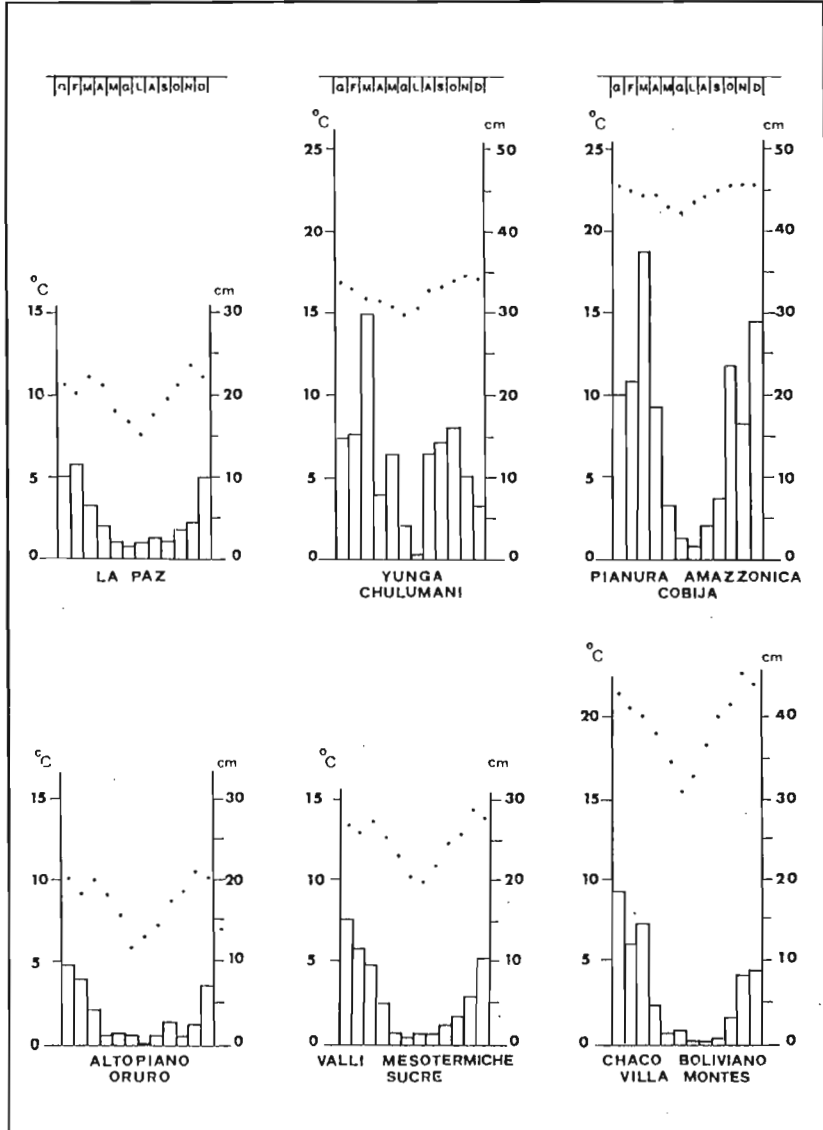 G F M A M G L A S O N D
G F M A M G L A S O N D
G F M A M G L A S O N D
°C cm
15 30
10 20
5 10
0 0
LA PAZ
°C cm
25 50
20 40
15 30
10 20
5 10
0 0
YUNGA
CHULUMANI
°C cm
25 50
20 40
15 30
10 20
5 10
0 0
PIANURA AMAZZONICA
COBIJA
°C cm
15 30
10 20
5 10
0 0
ALTOPIANO
ORURO
°C cm
15 30
10 20
5 10
0 0
VALLI MESOTERMICHE
SUCRE
°C cm
20 40
15 30
10 20
5 10
0 0
CHACO BOLIVIANO
VILLA MONTES